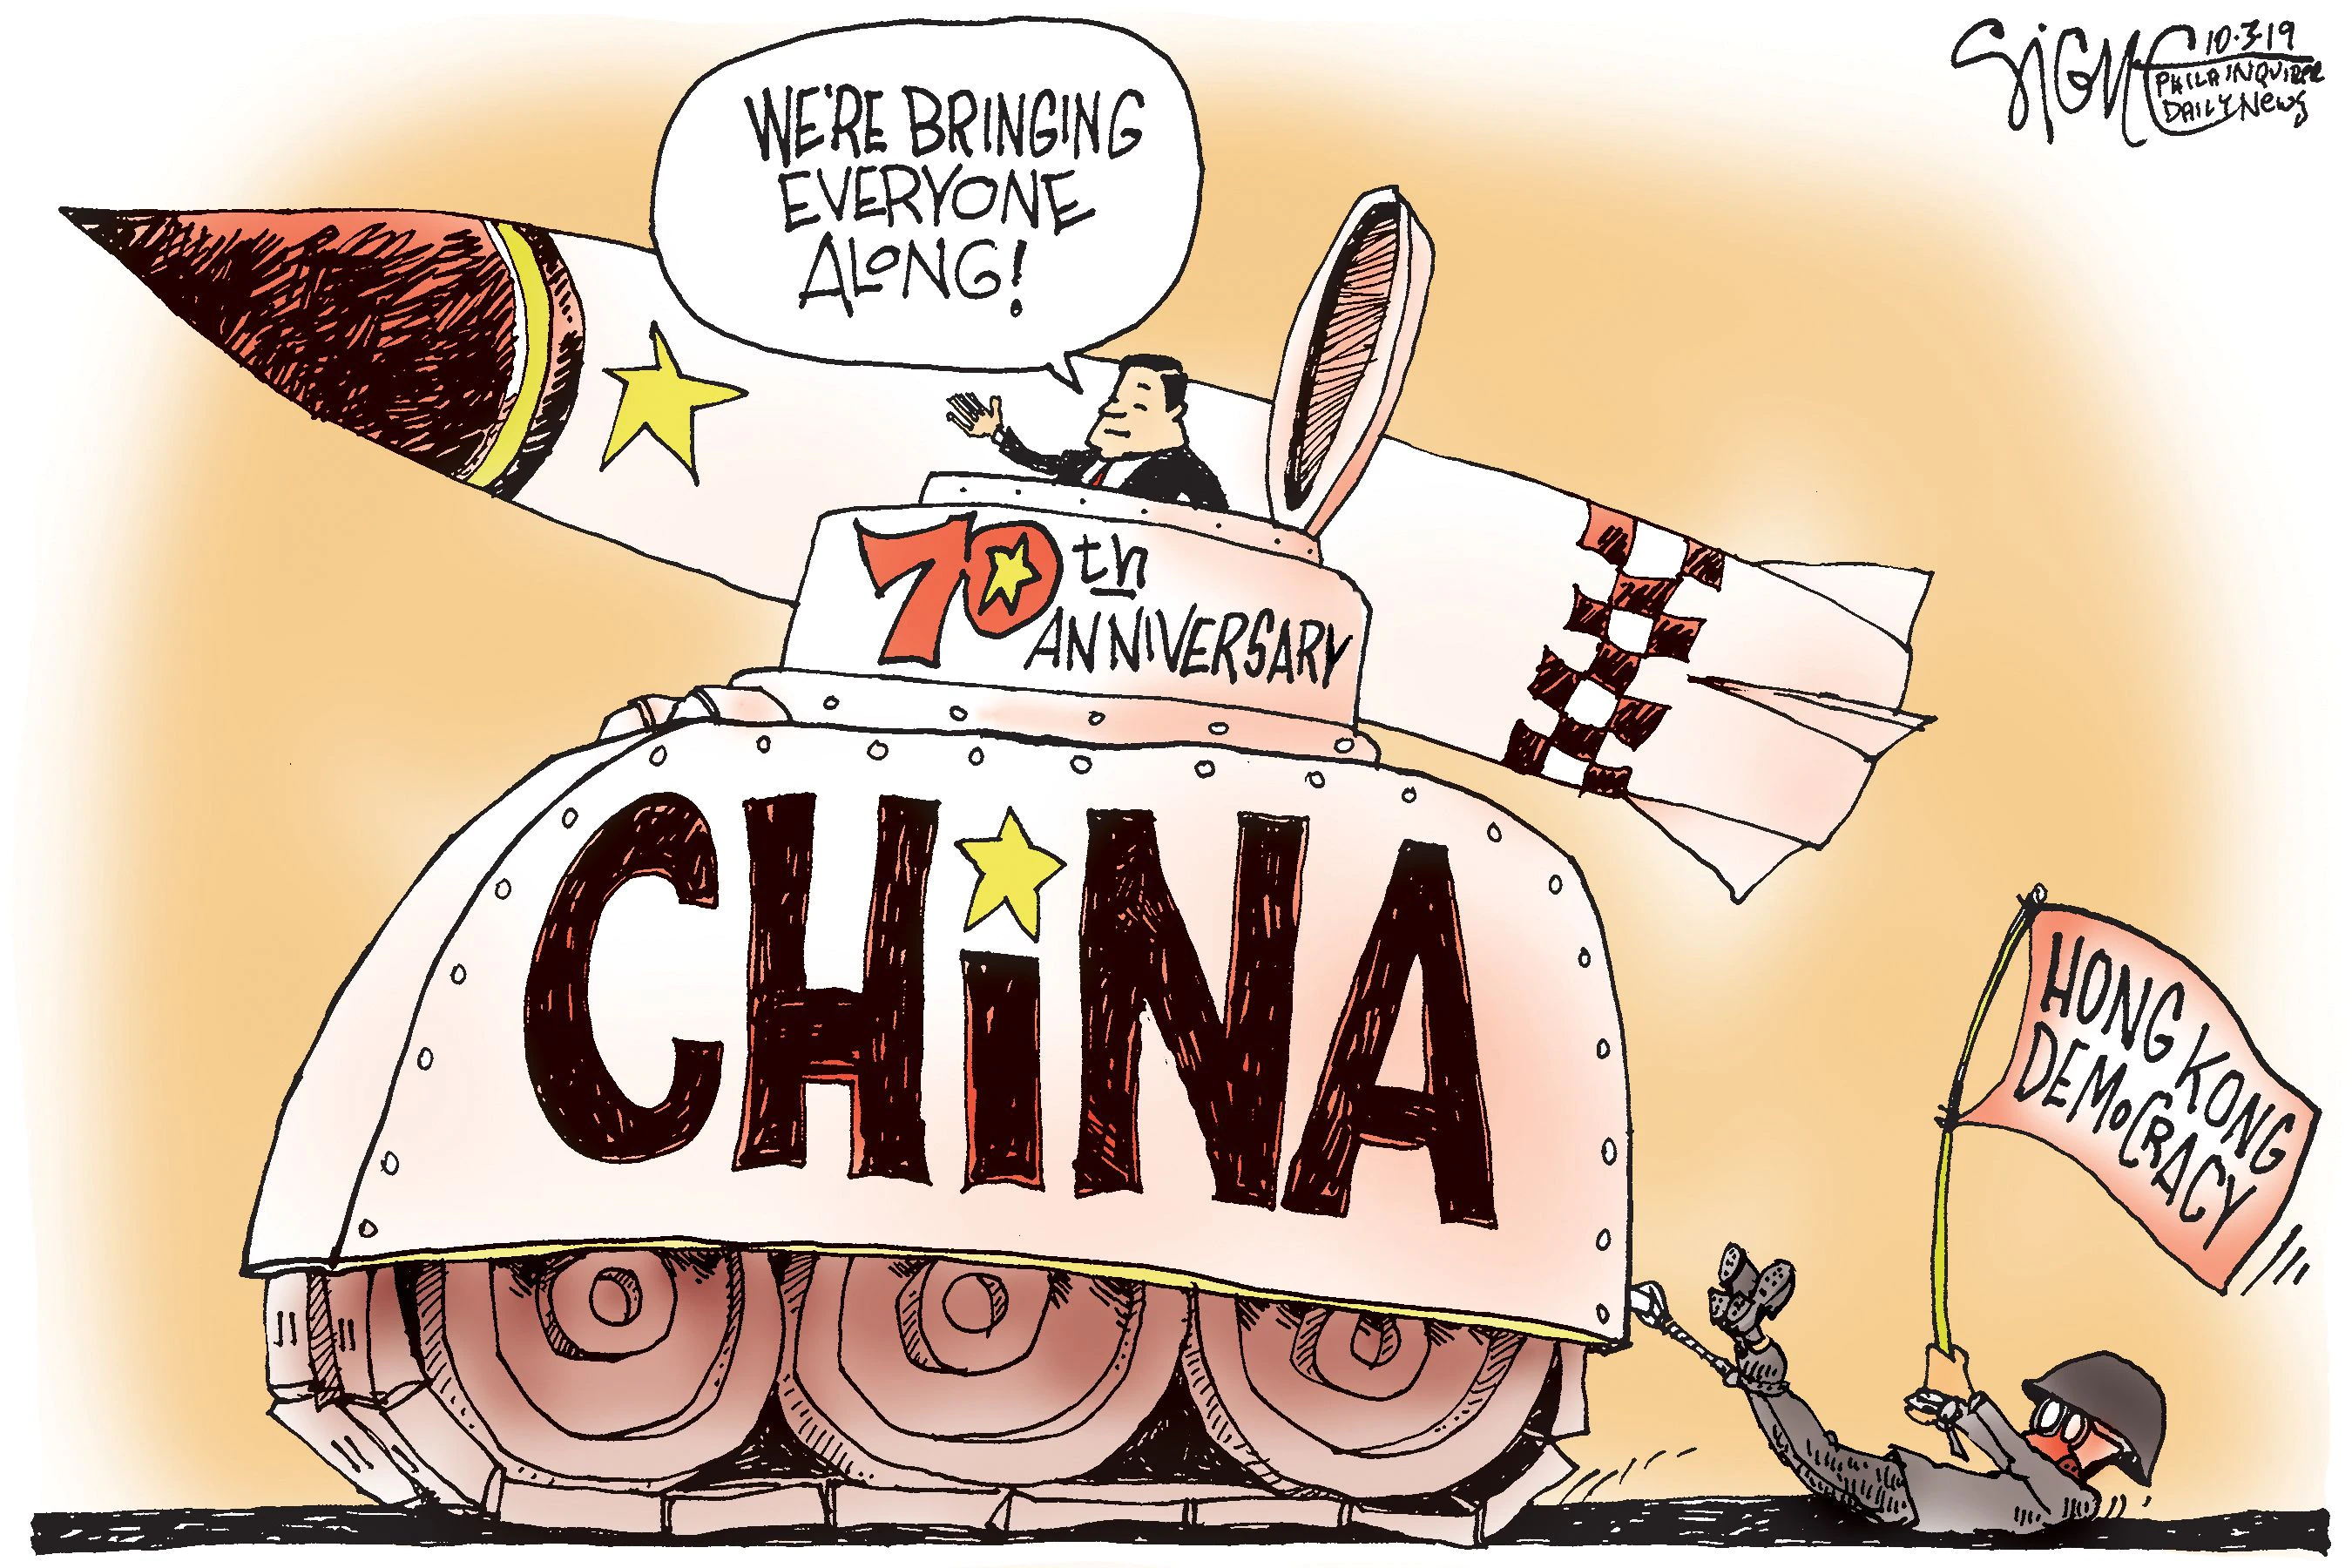 WE'RE BRINGING
EVERYONE
ALONG!
Signe 10·3·19
PHILA INQUIRER
DAILY NEWS
70th
ANNIVERSARY
CHiNA
HONG KONG
DEMoCRACY